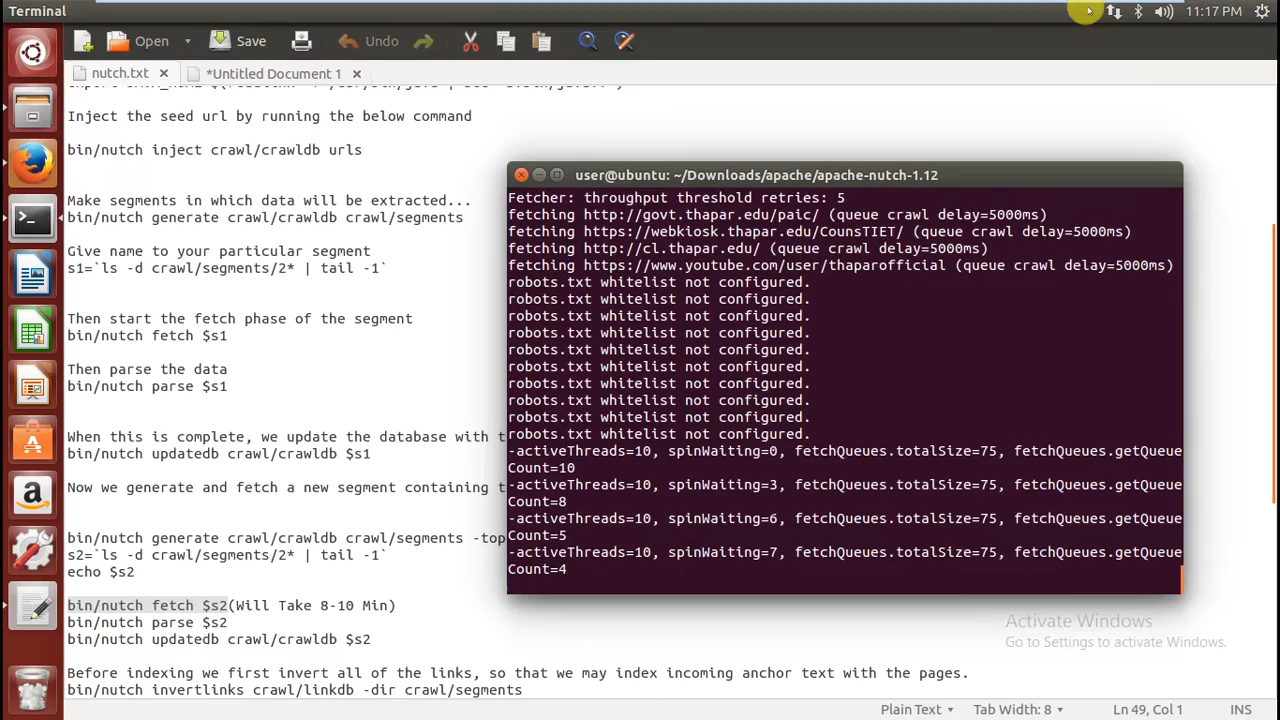 Terminal
11:17 PM
Open
Save
Undo
nutch.txt
*Untitled Document 1
Inject the seed url by running the below command
bin/nutch inject crawl/crawldb urls
Make segments in which data will be extracted...
bin/nutch generate crawl/crawldb crawl/segments
Give name to your particular segment
s1=`ls -d crawl/segments/2* | tail -1`
Then start the fetch phase of the segment
bin/nutch fetch $s1
Then parse the data
bin/nutch parse $s1
When this is complete, we update the database with t
bin/nutch updatedb crawl/crawldb $s1
Now we generate and fetch a new segment containing t
bin/nutch generate crawl/crawldb crawl/segments -top
s2=`ls -d crawl/segments/2* | tail -1`
echo $s2
bin/nutch fetch $s2(Will Take 8-10 Min)
bin/nutch parse $s2
bin/nutch updatedb crawl/crawldb $s2
Before indexing we first invert all of the links, so that we may index incoming anchor text with the pages.
bin/nutch invertlinks crawl/linkdb -dir crawl/segments
user@ubuntu: ~/Downloads/apache/apache-nutch-1.12
Fetcher: throughput threshold retries: 5
fetching http://govt.thapar.edu/paic/ (queue crawl delay=5000ms)
fetching https://webkiosk.thapar.edu/CounsTIET/ (queue crawl delay=5000ms)
fetching http://cl.thapar.edu/ (queue crawl delay=5000ms)
fetching https://www.youtube.com/user/thaparofficial (queue crawl delay=5000ms)
robots.txt whitelist not configured.
robots.txt whitelist not configured.
robots.txt whitelist not configured.
robots.txt whitelist not configured.
robots.txt whitelist not configured.
robots.txt whitelist not configured.
robots.txt whitelist not configured.
robots.txt whitelist not configured.
robots.txt whitelist not configured.
robots.txt whitelist not configured.
-activeThreads=10, spinWaiting=0, fetchQueues.totalSize=75, fetchQueues.getQueue
Count=10
-activeThreads=10, spinWaiting=3, fetchQueues.totalSize=75, fetchQueues.getQueue
Count=8
-activeThreads=10, spinWaiting=6, fetchQueues.totalSize=75, fetchQueues.getQueue
Count=5
-activeThreads=10, spinWaiting=7, fetchQueues.totalSize=75, fetchQueues.getQueue
Count=4
Activate Windows
Go to Settings to activate Windows.
Plain Text
Tab Width: 8
Ln 49, Col 1
INS